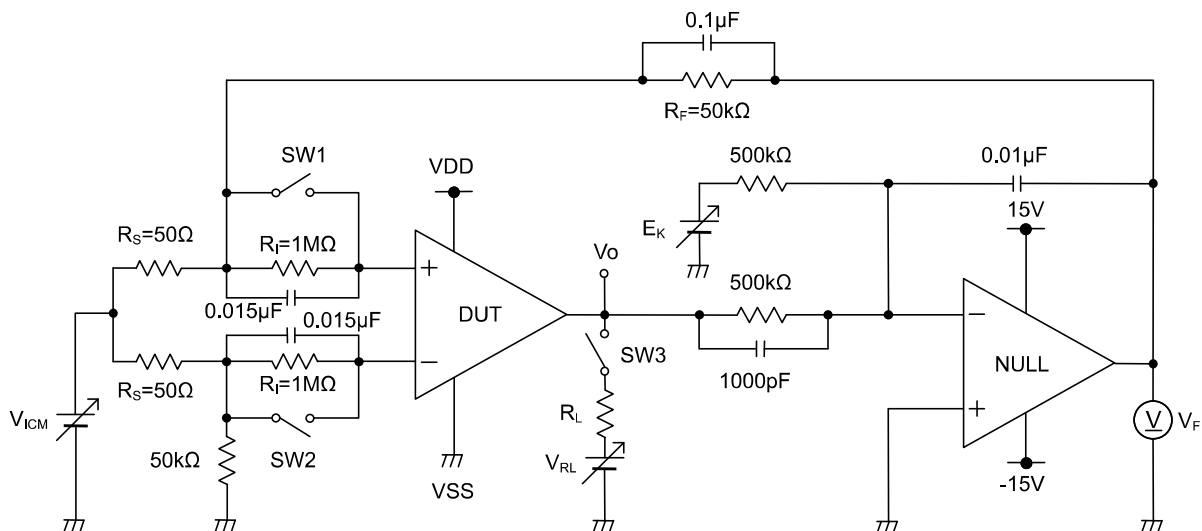 0.1µF
RF=50kΩ
SW1
VDD
500kΩ
0.01µF
15V
EK
RS=50Ω
RI=1MΩ
Vo
+
0.015µF
DUT
500kΩ
0.015µF
−
−
SW3
NULL
RS=50Ω
RI=1MΩ
1000pF
VICM
RL
+
V
VF
50kΩ
SW2
VRL
VSS
-15V